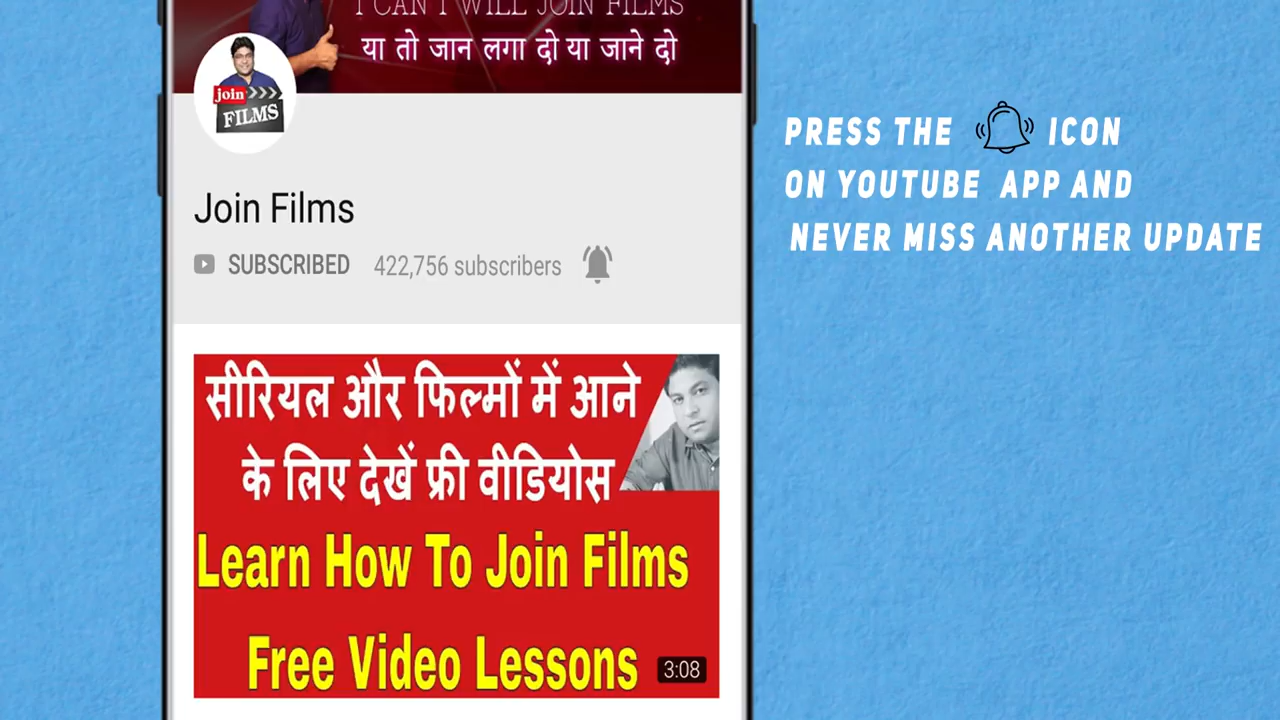 I CAN I WILL JOIN FILMS
या तो जान लगा दो या जाने दो
join
FILMS
Join Films
SUBSCRIBED 422,756 subscribers
सीरियल और फिल्मों में आने
के लिए देखें फ्री वीडियोस
Learn How To Join Films
Free Video Lessons
3:08
PRESS THE ICON
ON YOUTUBE APP AND
NEVER MISS ANOTHER UPDATE